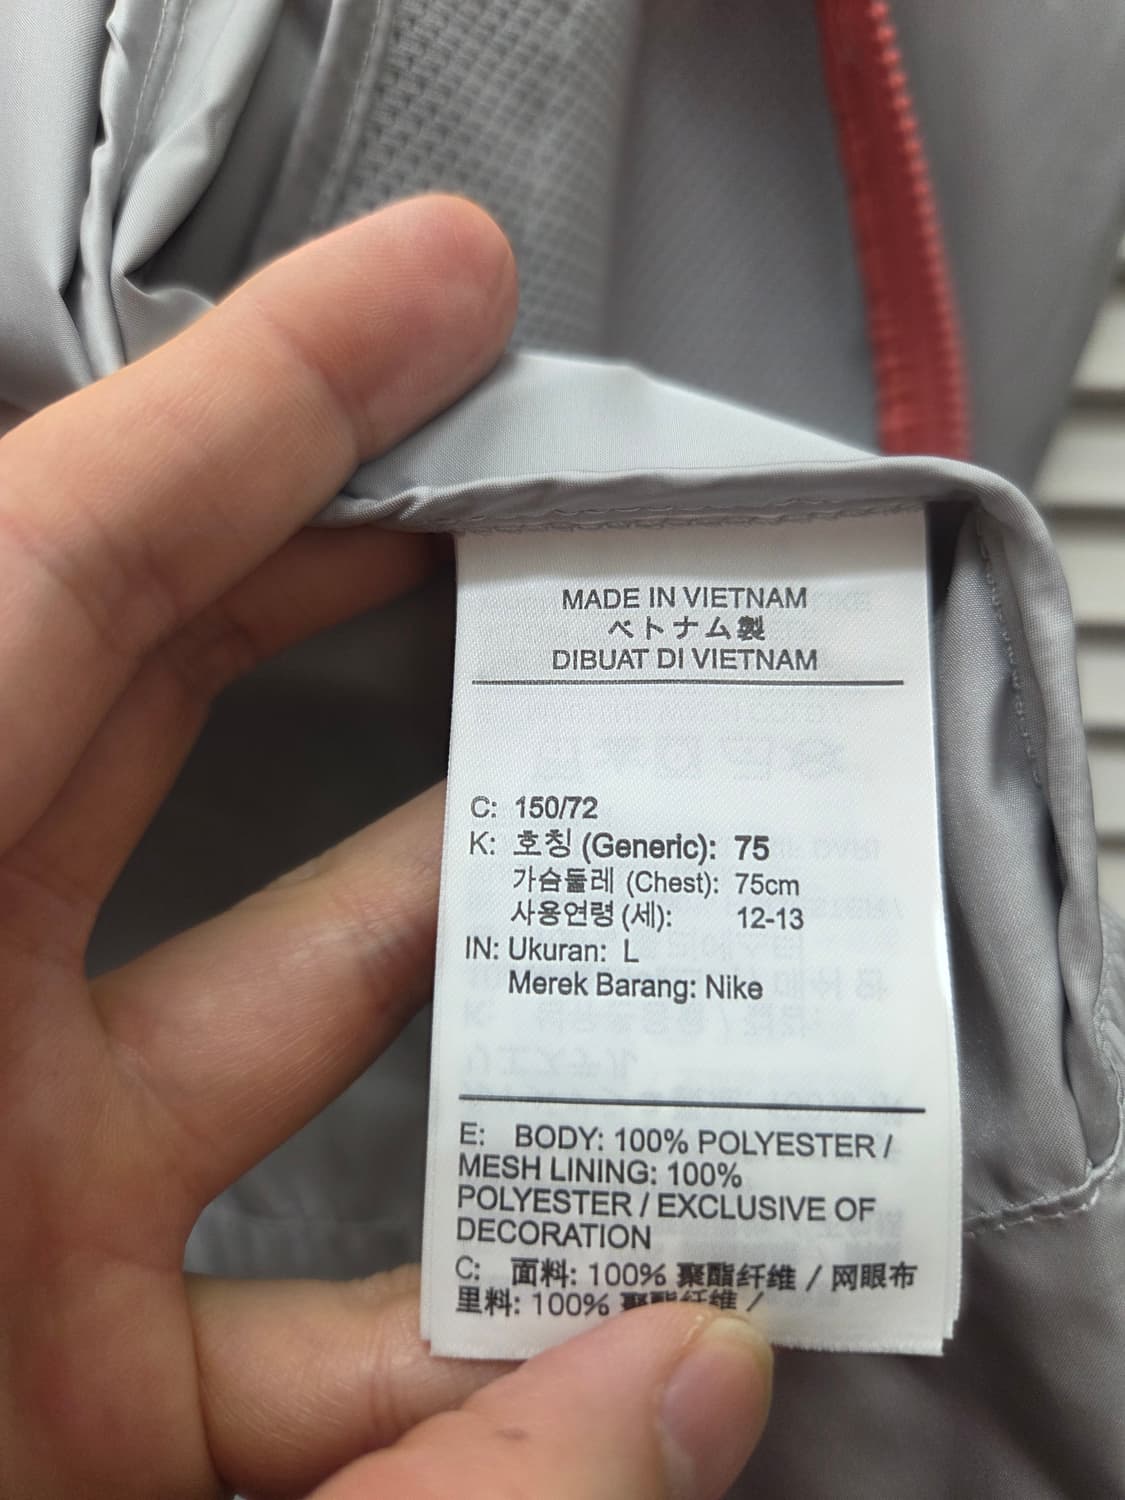 MADE IN VIETNAM
ベトナム製
DIBUAT DI VIETNAM
C: 150/72
K: 호칭 (Generic): 75
가슴둘레 (Chest): 75cm
사용연령 (세): 12-13
IN: Ukuran: L
Merek Barang: Nike
E: BODY: 100% POLYESTER /
MESH LINING: 100%
POLYESTER / EXCLUSIVE OF
DECORATION
C: 面料: 100% 聚酯纤维 / 网眼布
里料: 100% 聚酯纤维 /